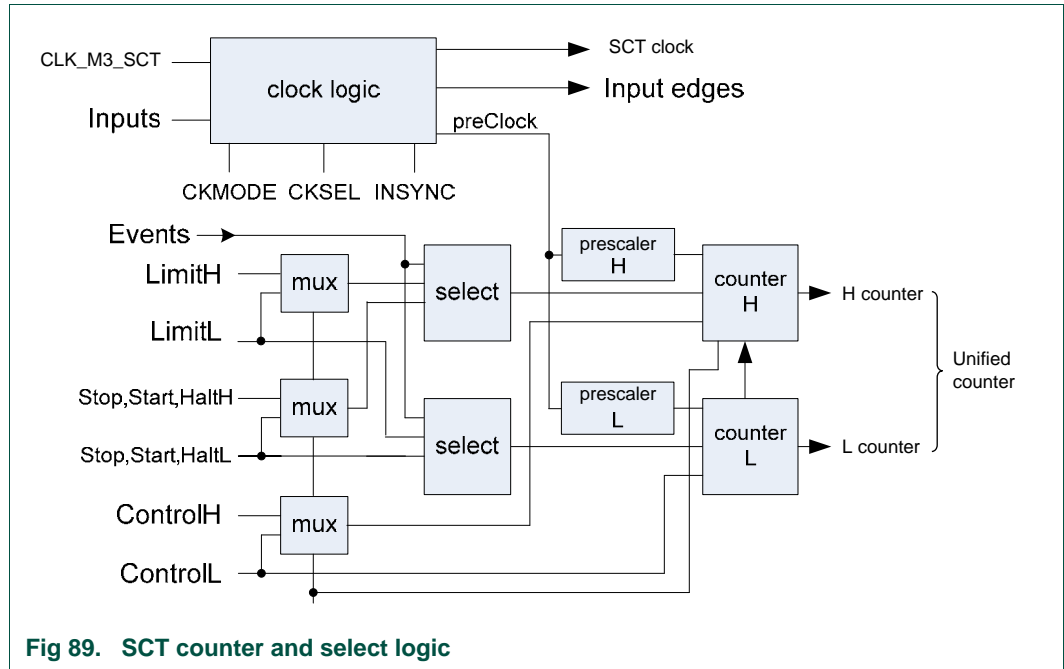 CLK_M3_SCT
Inputs
clock logic
SCT clock
Input edges
preClock
CKMODE CKSEL INSYNC
Events
LimitH
LimitL
mux
select
prescaler
H
counter
H
H counter
Stop,Start,HaltH
Stop,Start,HaltL
mux
select
prescaler
L
counter
L
L counter
Unified
counter
ControlH
ControlL
mux
Fig 89. SCT counter and select logic